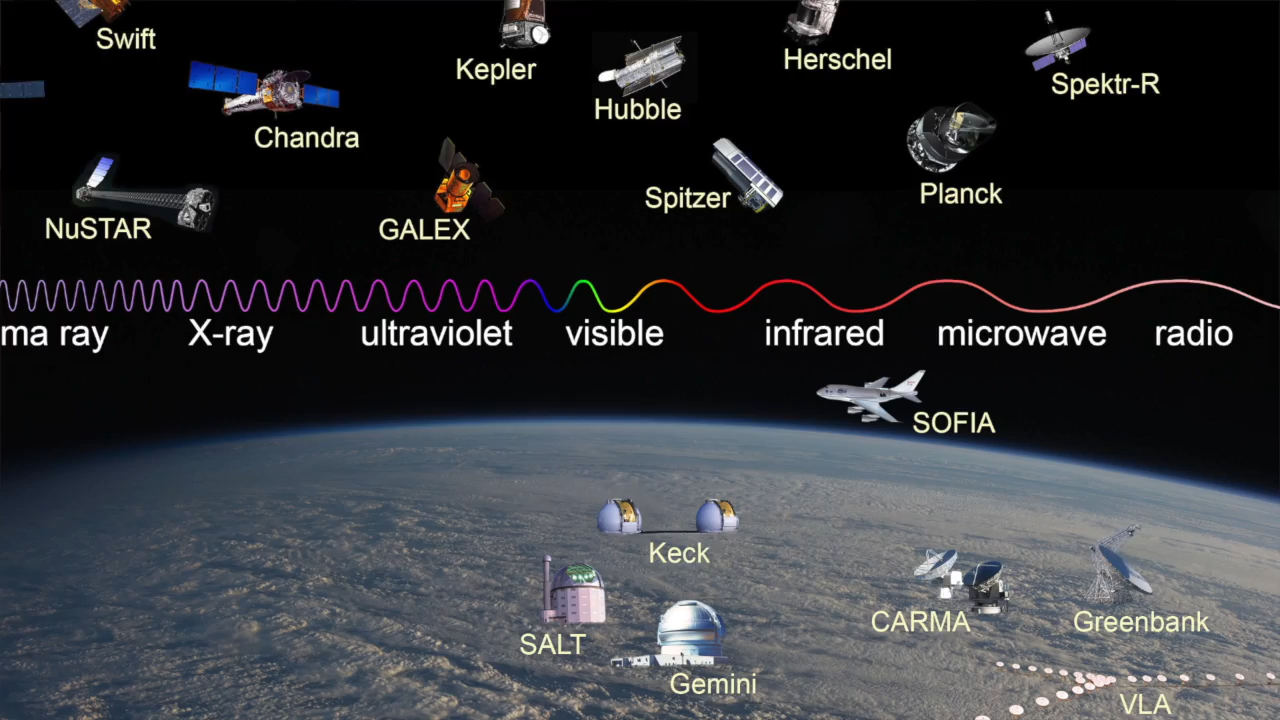 Swift
Kepler
Hubble
Herschel
Spektr-R
Chandra
Spitzer
Planck
NuSTAR
GALEX
ma ray
X-ray
ultraviolet
visible
infrared
microwave
radio
SOFIA
Keck
CARMA
Greenbank
SALT
Gemini
VLA